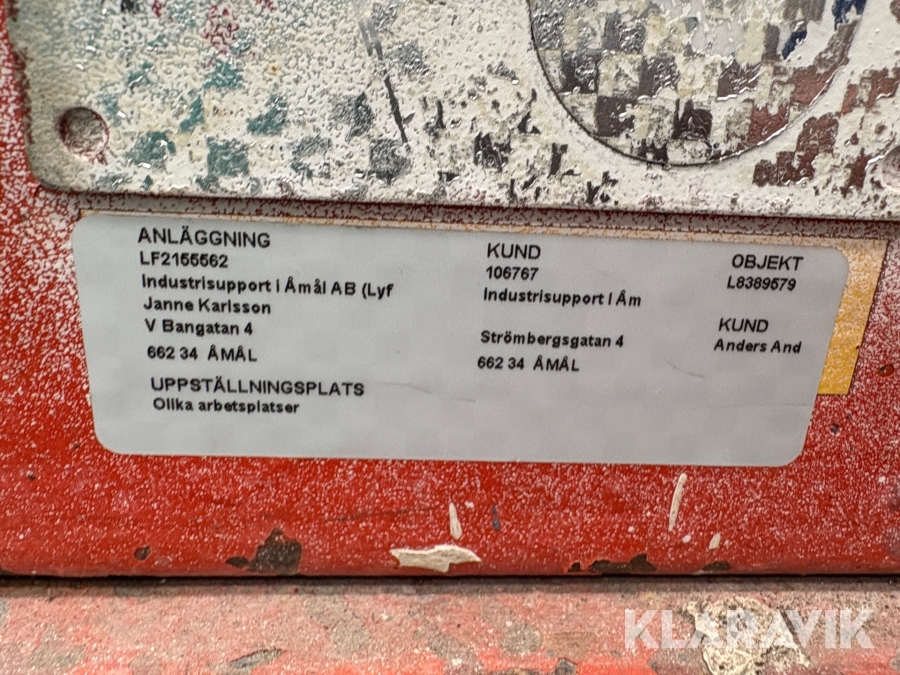 ANLÄGGNING
LF2155562
Industrisupport i Åmål AB (Lyf
Janne Karlsson
V Bangatan 4
662 34 ÅMÅL
UPPSTÄLLNINGSPLATS
Olika arbetsplatser
KUND
106767
Industrisupport i Åm
Strömbergsgatan 4
662 34 ÅMÅL
OBJEKT
L8389579
KUND
Anders And
KLARAVIK